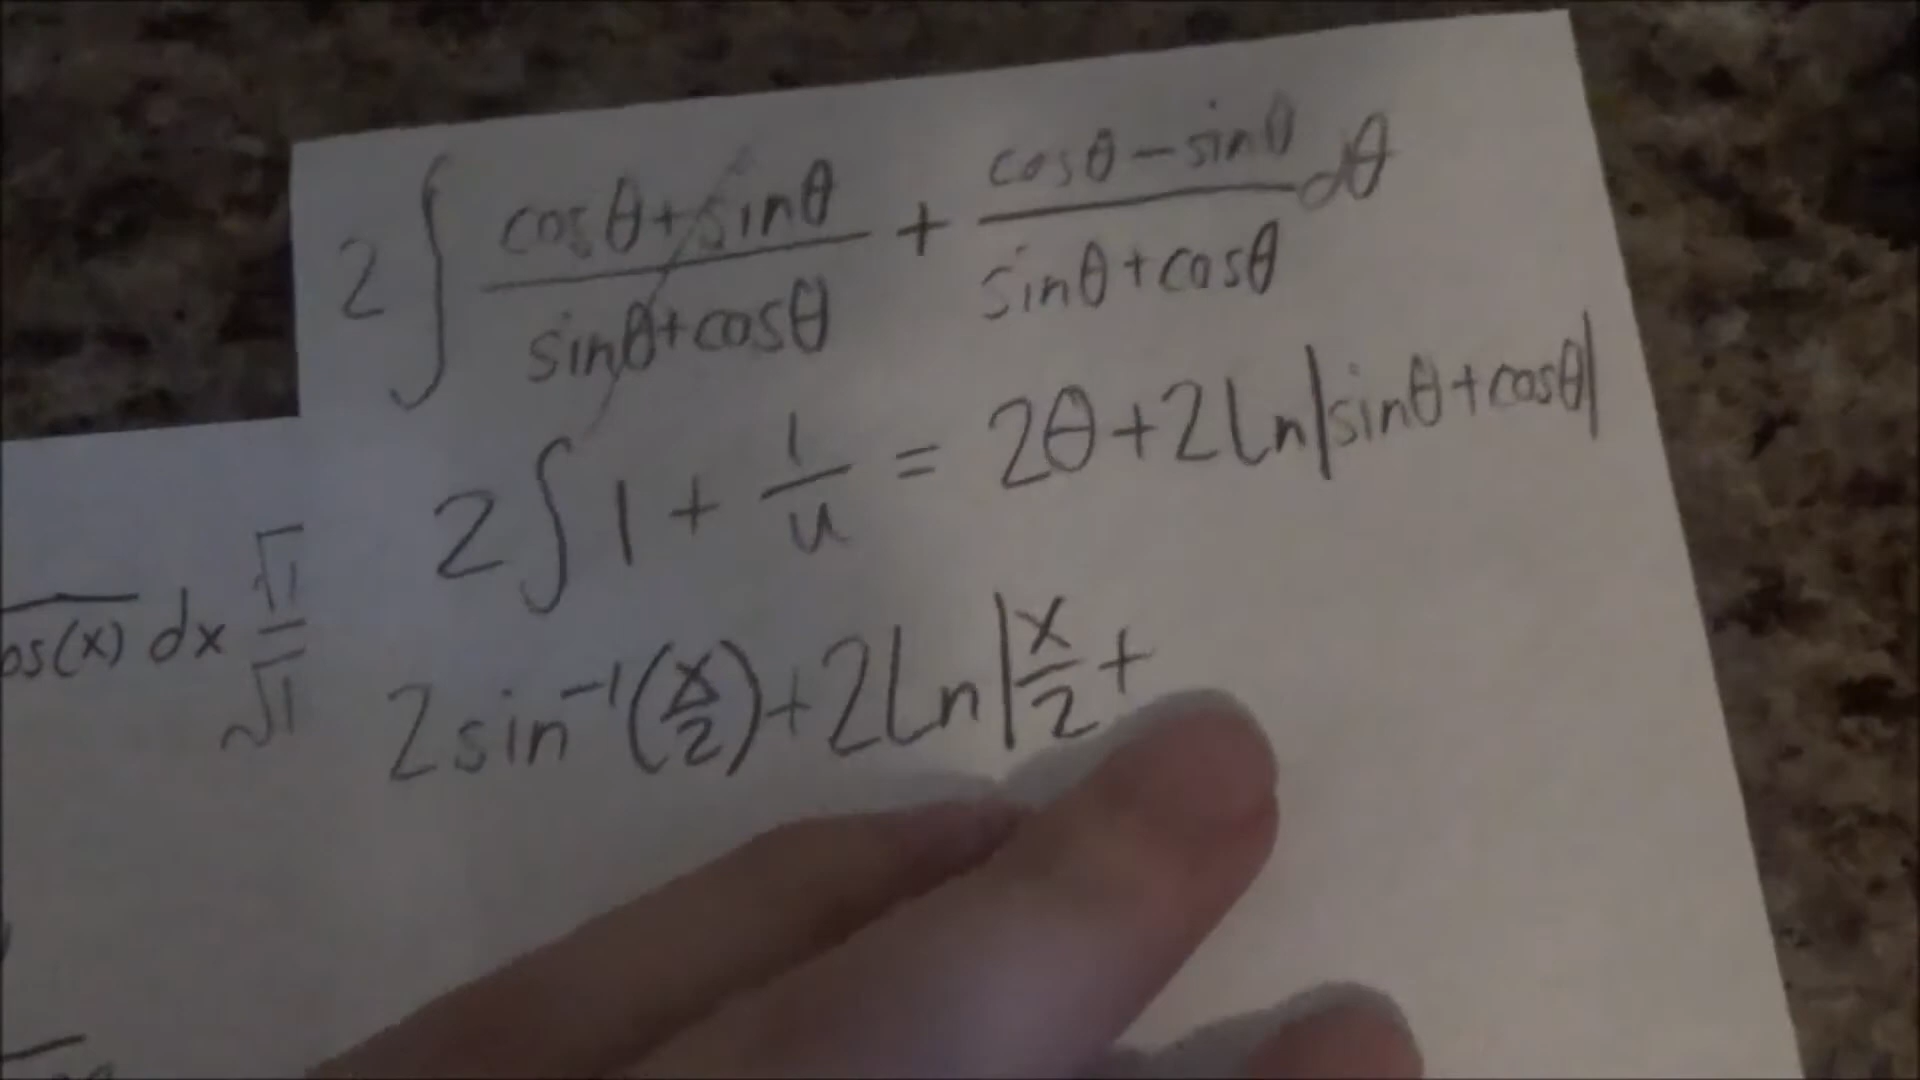 2∫ (cosθ+sinθ)/(sinθ+cosθ) + (cosθ−sinθ)/(sinθ+cosθ) dθ
2∫ 1 + 1/u = 2θ+2ln|sinθ+cosθ|
os(x) dx √1/√1
2sin⁻¹(x/2)+2ln|x/2+